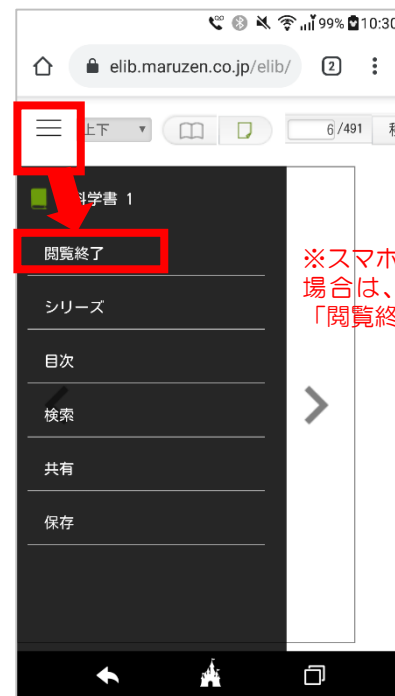 99% 10:30
elib.maruzen.co.jp/elib/ 2
上下 6 /491
科学書 1
閲覧終了
シリーズ
目次
検索
共有
保存
※スマホ
場合は、
「閲覧終